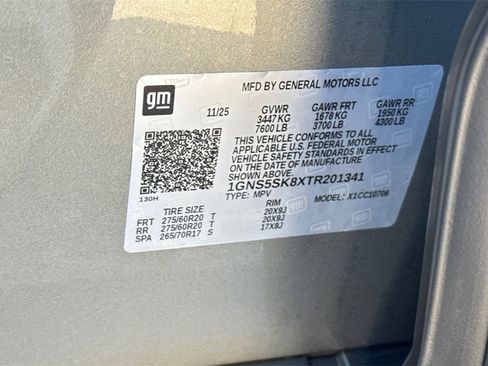 MFD BY GENERAL MOTORS LLC
gm
11/25 GVWR GAWR FRT GAWR RR
3447 KG 1678 KG 1950 KG
7600 LB 3700 LB 4300 LB
THIS VEHICLE CONFORMS TO ALL
APPLICABLE U.S. FEDERAL MOTOR
VEHICLE SAFETY STANDARDS IN EFFECT
ON THE DATE OF MANUFACTURE
SHOWN ABOVE.
1GNS5SK8XTR201341
TYPE: MPV MODEL: X1CC10706
130H
TIRE SIZE RIM
FRT 275/60R20 T 20X9J
RR 275/60R20 T 20X9J
SPA 265/70R17 S 17X8J